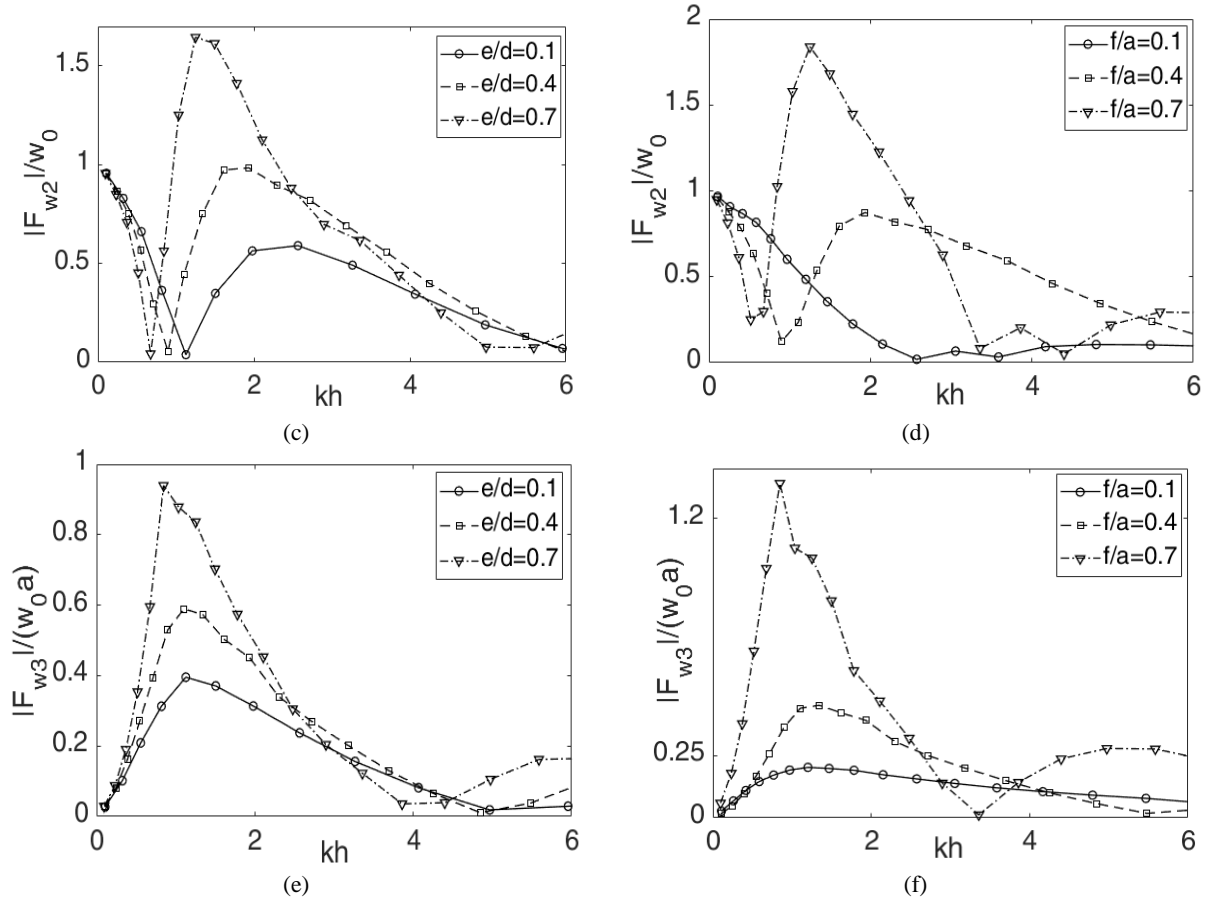 1.5
1
0.5
0
|F_w2|/w_0
0 2 4 6
kh
e/d=0.1
e/d=0.4
e/d=0.7
(c)
2
1.5
1
0.5
0
|F_w2|/w_0
0 2 4 6
kh
f/a=0.1
f/a=0.4
f/a=0.7
(d)
1
0.8
0.6
0.4
0.2
0
|F_w3|/(w_0a)
0 2 4 6
kh
e/d=0.1
e/d=0.4
e/d=0.7
(e)
1.2
0.25
0
|F_w3|/(w_0a)
0 2 4 6
kh
f/a=0.1
f/a=0.4
f/a=0.7
(f)